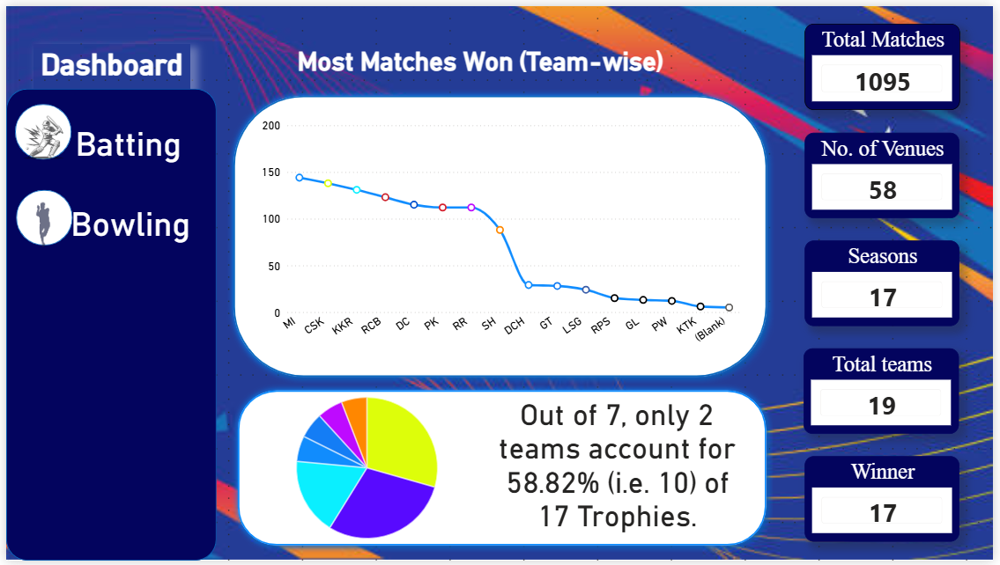 Dashboard
Batting
Bowling
Most Matches Won (Team-wise)
200
150
100
50
0
MI
CSK
KKR
RCB
DC
PK
RR
SH
DCH
GT
LSG
RPS
GL
PW
KTK
(Blank)
Out of 7, only 2
teams account for
58.82% (i.e. 10) of
17 Trophies.
Total Matches
1095
No. of Venues
58
Seasons
17
Total teams
19
Winner
17